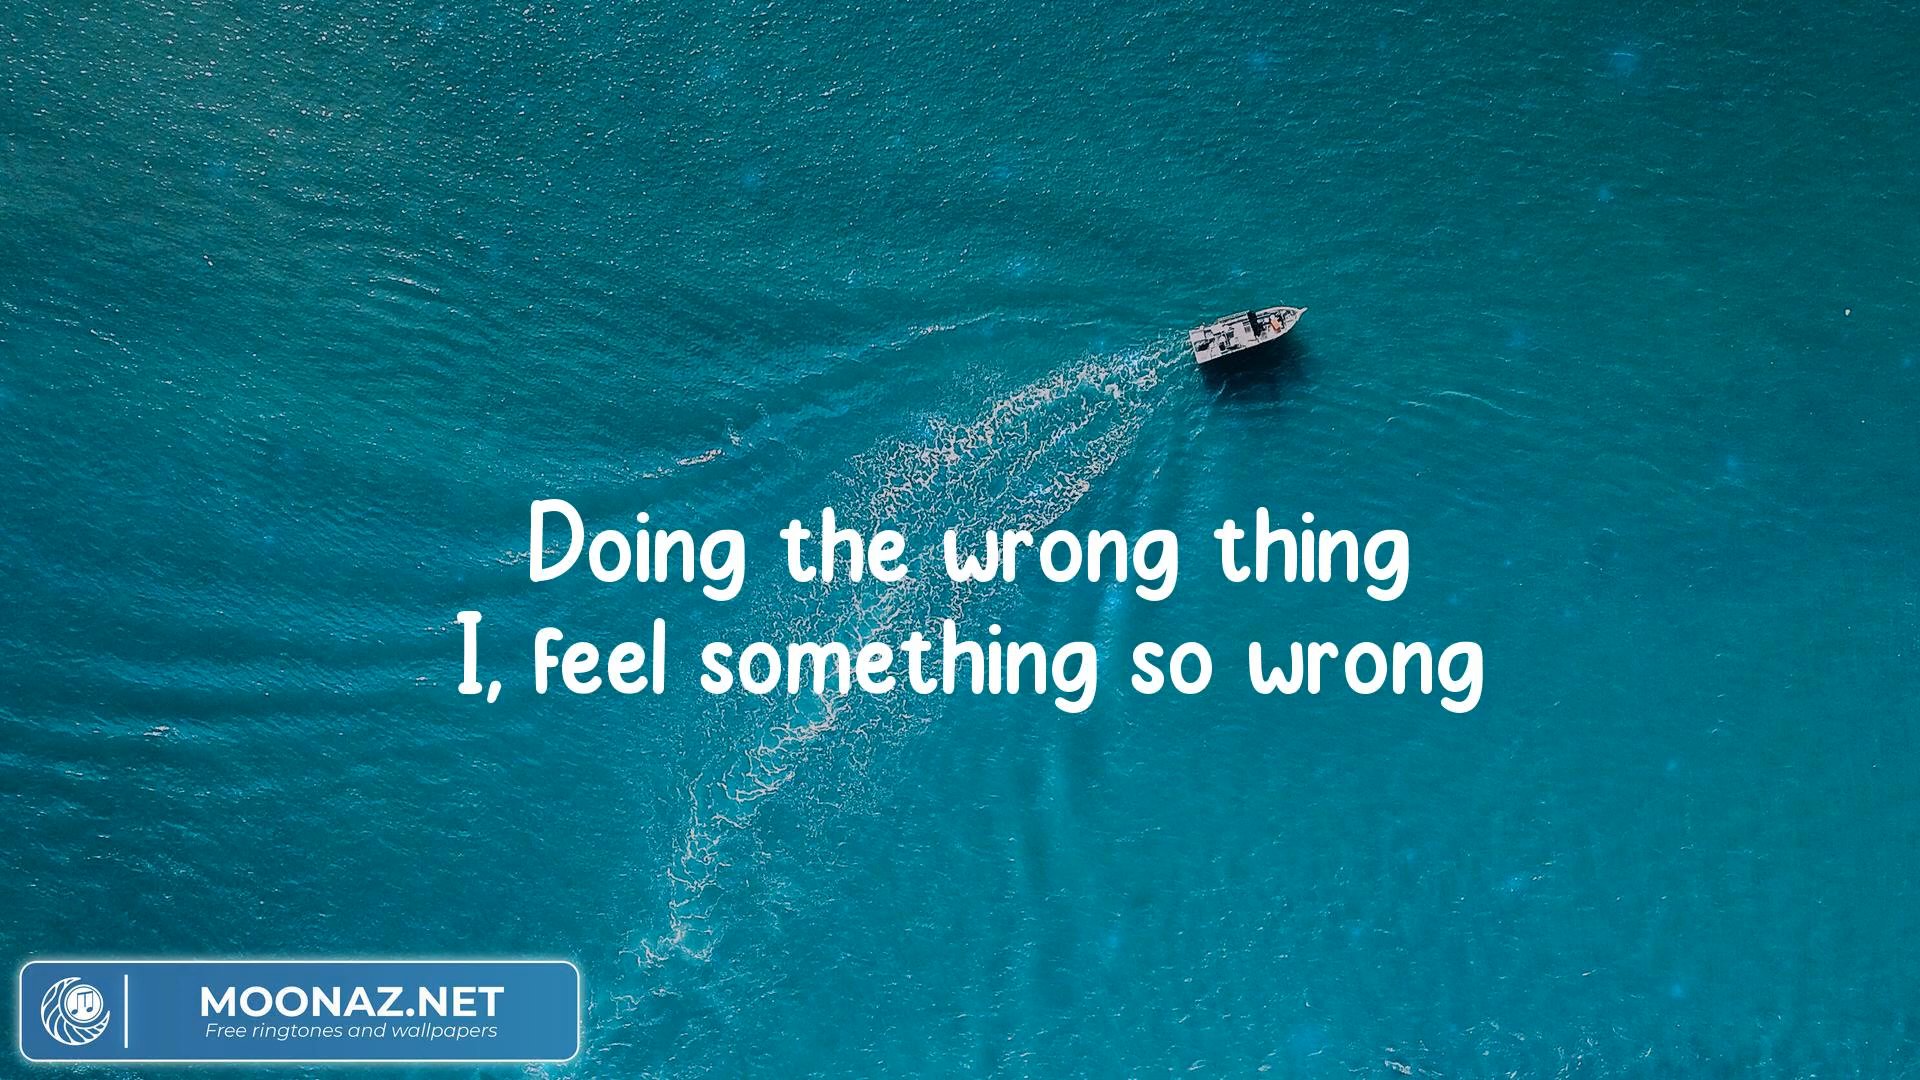 Doing the wrong thing
I, feel something so wrong
MOONAZ.NET
Free ringtones and wallpapers